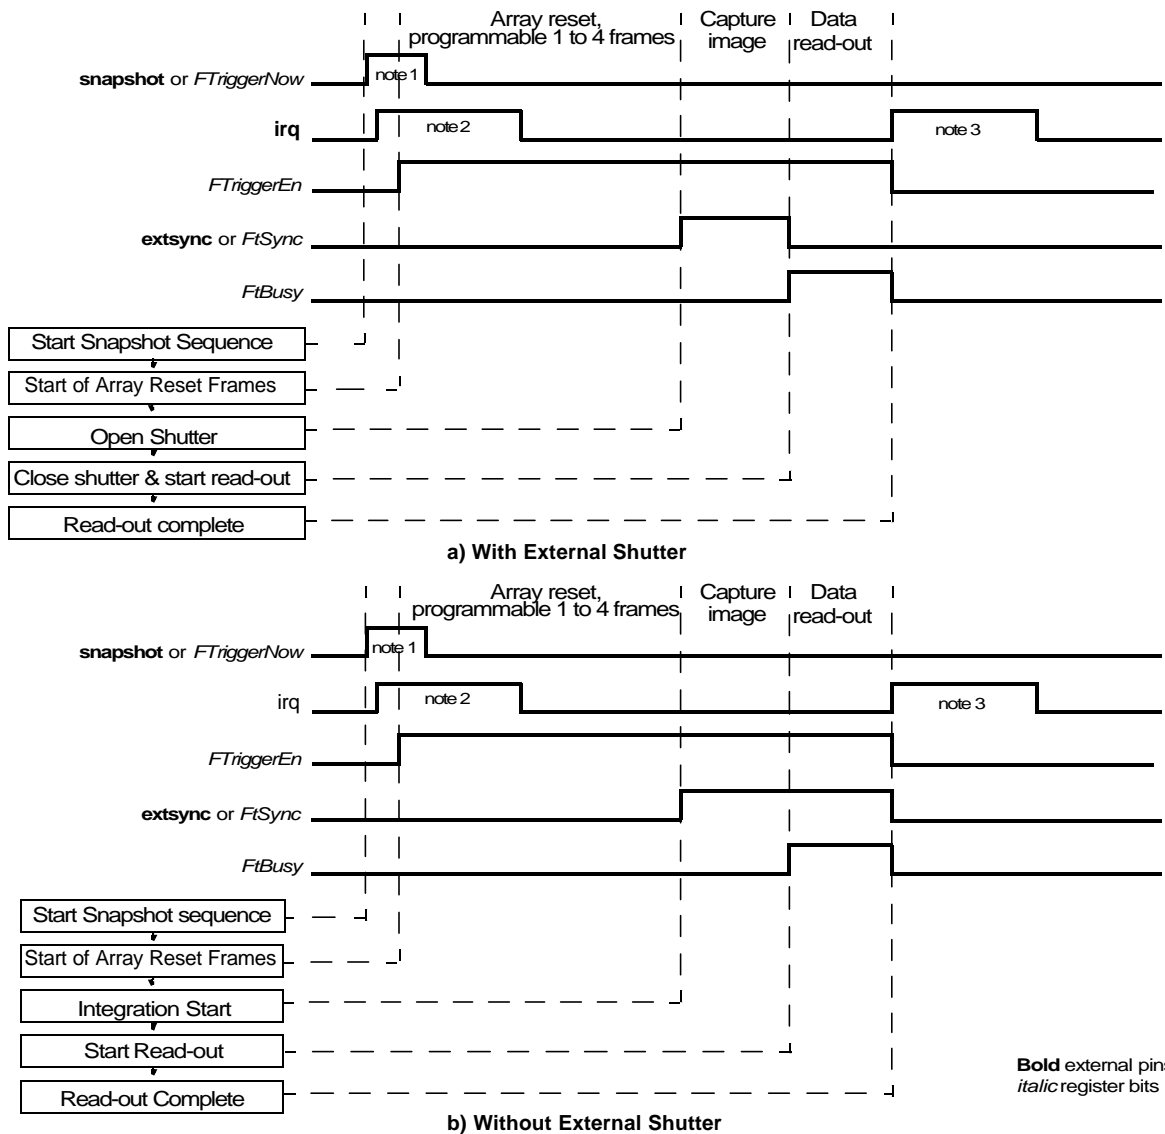 Array reset,
programmable 1 to 4 frames
Capture
image
Data
read-out
snapshot or FTriggerNow
note 1
irq
note 2
note 3
FTriggerEn
extsync or FtSync
FtBusy
Start Snapshot Sequence
Start of Array Reset Frames
Open Shutter
Close shutter & start read-out
Read-out complete
a) With External Shutter
Array reset,
programmable 1 to 4 frames
Capture
image
Data
read-out
snapshot or FTriggerNow
note 1
irq
note 2
note 3
FTriggerEn
extsync or FtSync
FtBusy
Start Snapshot sequence
Start of Array Reset Frames
Integration Start
Start Read-out
Read-out Complete
Bold external pins
italic register bits
b) Without External Shutter